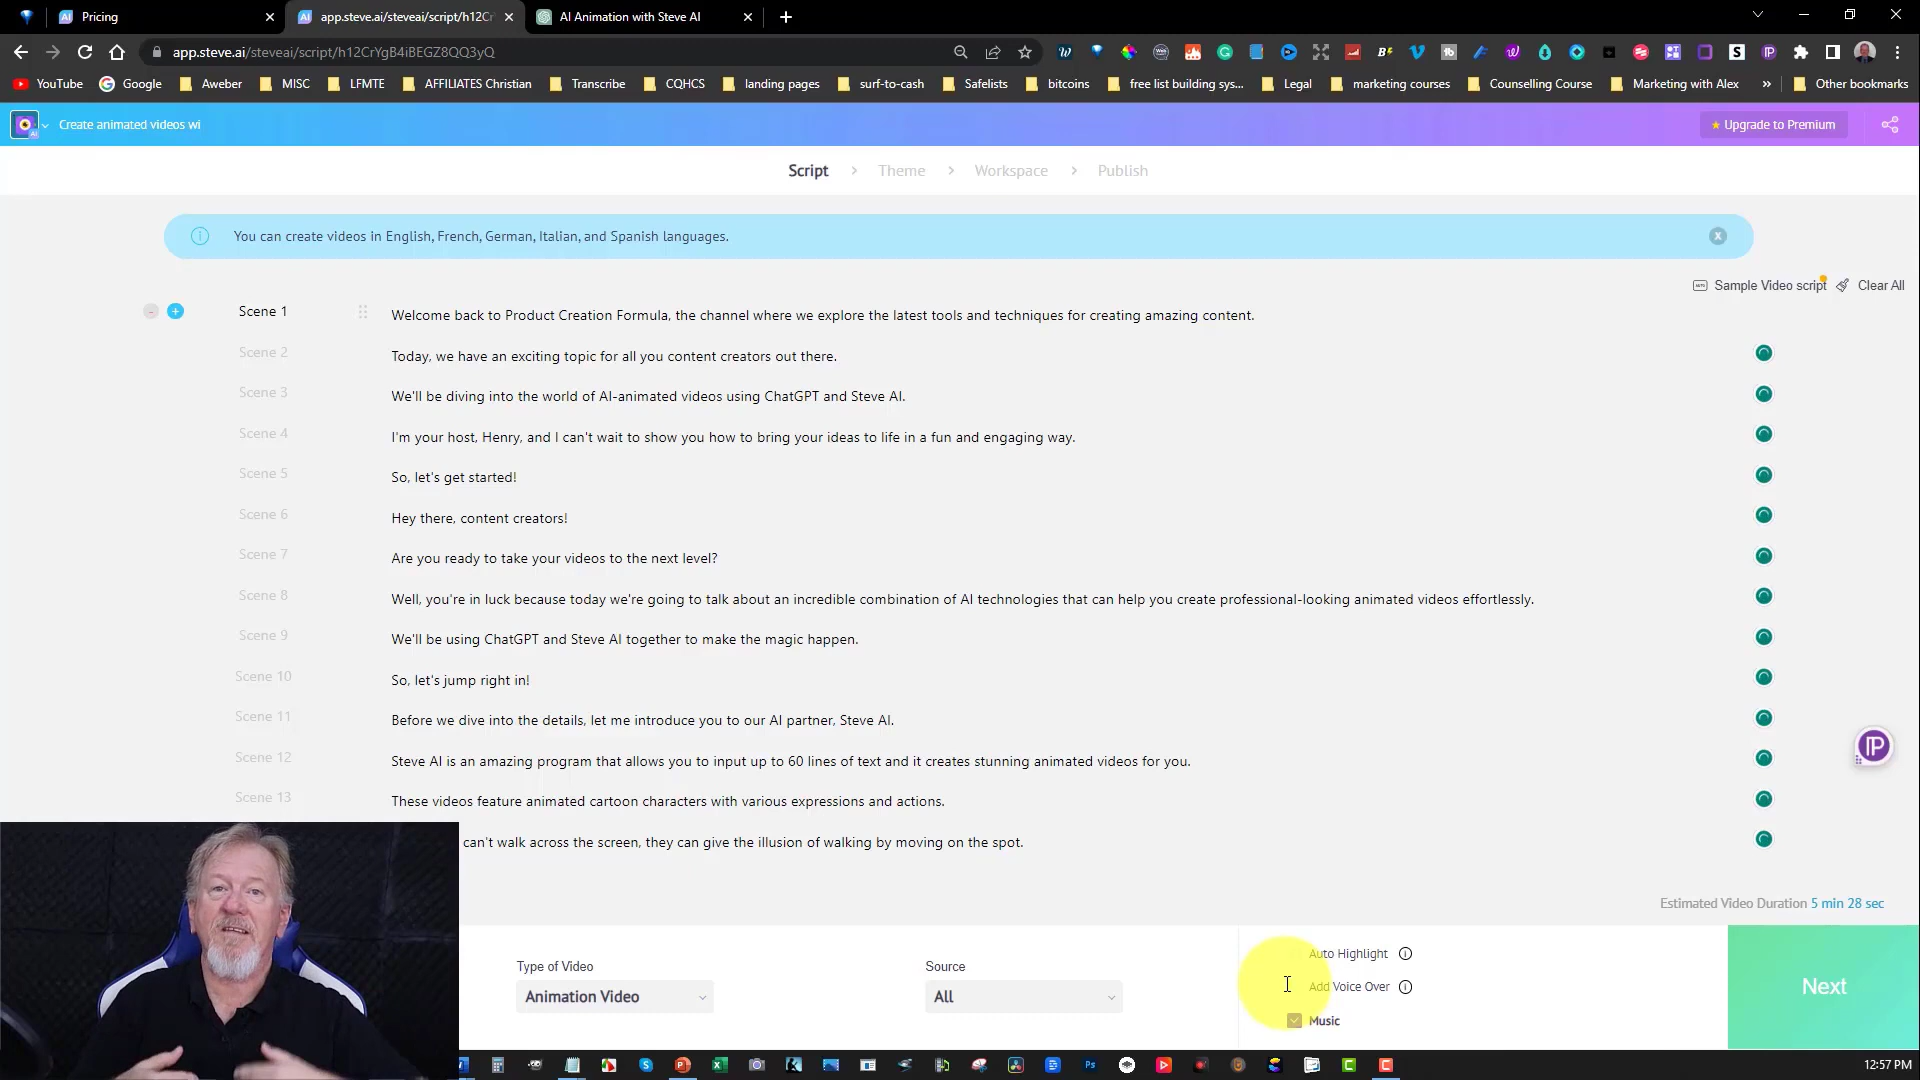 Pricing
app.steve.ai/steveai/script/h12Cr
AI Animation with Steve AI
app.steve.ai/steveai/script/h12CrYgB4iBEGZ8QQ3yQ
YouTube
Google
Aweber
MISC
LFMTE
AFFILIATES Christian
Transcribe
CQHCS
landing pages
surf-to-cash
Safelists
bitcoins
free list building sys...
Legal
marketing courses
Counselling Course
Marketing with Alex
»
Other bookmarks
Create animated videos wi
Upgrade to Premium
Script > Theme > Workspace > Publish
You can create videos in English, French, German, Italian, and Spanish languages.
Sample Video script
Clear All
Scene 1 Welcome back to Product Creation Formula, the channel where we explore the latest tools and techniques for creating amazing content.
Scene 2 Today, we have an exciting topic for all you content creators out there.
Scene 3 We'll be diving into the world of AI-animated videos using ChatGPT and Steve AI.
Scene 4 I'm your host, Henry, and I can't wait to show you how to bring your ideas to life in a fun and engaging way.
Scene 5 So, let's get started!
Scene 6 Hey there, content creators!
Scene 7 Are you ready to take your videos to the next level?
Scene 8 Well, you're in luck because today we're going to talk about an incredible combination of AI technologies that can help you create professional-looking animated videos effortlessly.
Scene 9 We'll be using ChatGPT and Steve AI together to make the magic happen.
Scene 10 So, let's jump right in!
Scene 11 Before we dive into the details, let me introduce you to our AI partner, Steve AI.
Scene 12 Steve AI is an amazing program that allows you to input up to 60 lines of text and it creates stunning animated videos for you.
Scene 13 These videos feature animated cartoon characters with various expressions and actions.
can't walk across the screen, they can give the illusion of walking by moving on the spot.
Estimated Video Duration 5 min 28 sec
Type of Video
Animation Video
Source
All
Auto Highlight
Add Voice Over
Music
Next
12:57 PM